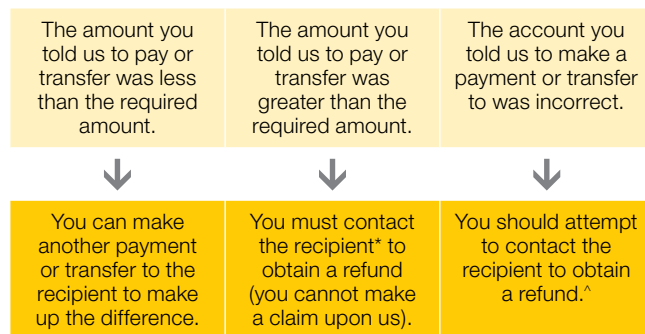 The amount you
told us to pay or
transfer was less
than the required
amount.
The amount you
told us to pay or
transfer was
greater than the
required amount.
The account you
told us to make a
payment or transfer
to was incorrect.
You can make
another payment
or transfer to the
recipient to make
up the difference.
You must contact
the recipient* to
obtain a refund
(you cannot make
a claim upon us).
You should attempt
to contact the
recipient to obtain
a refund.^